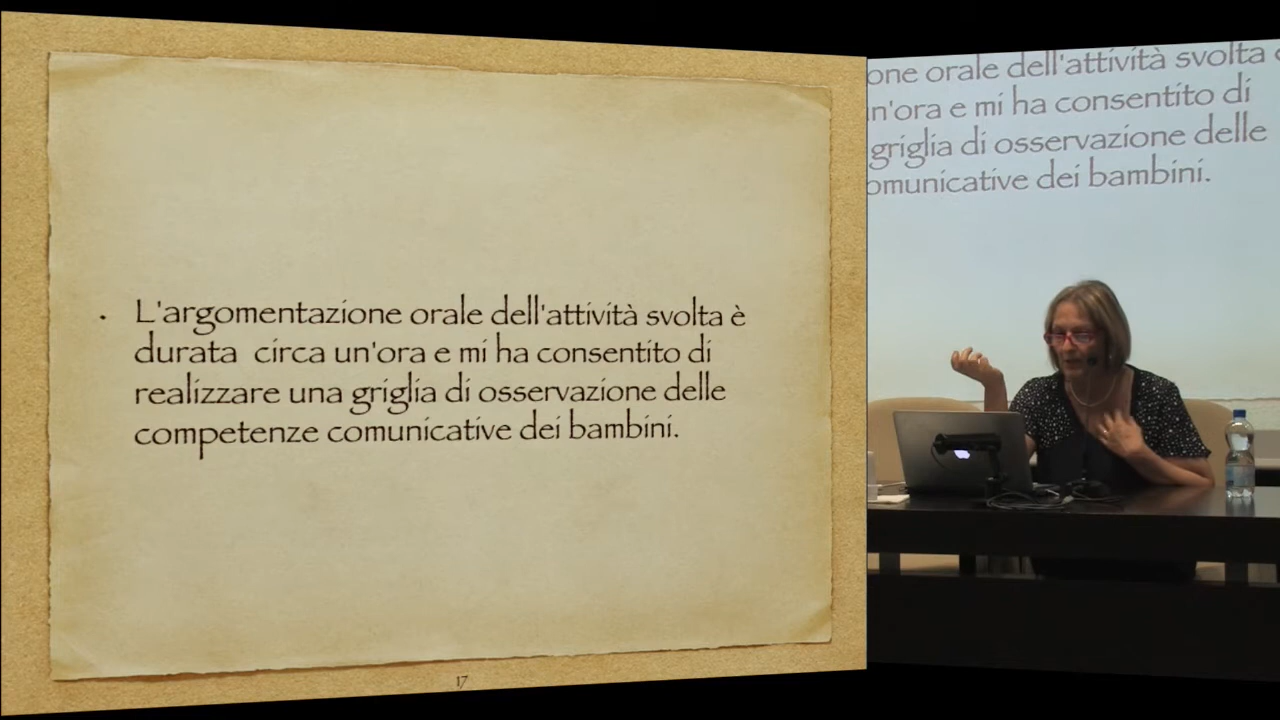 L'argomentazione orale dell'attività svolta è
durata circa un'ora e mi ha consentito di
realizzare una griglia di osservazione delle
competenze comunicative dei bambini.
17
one orale dell'attività svolta
n'ora e mi ha consentito di
griglia di osservazione delle
omunicative dei bambini.